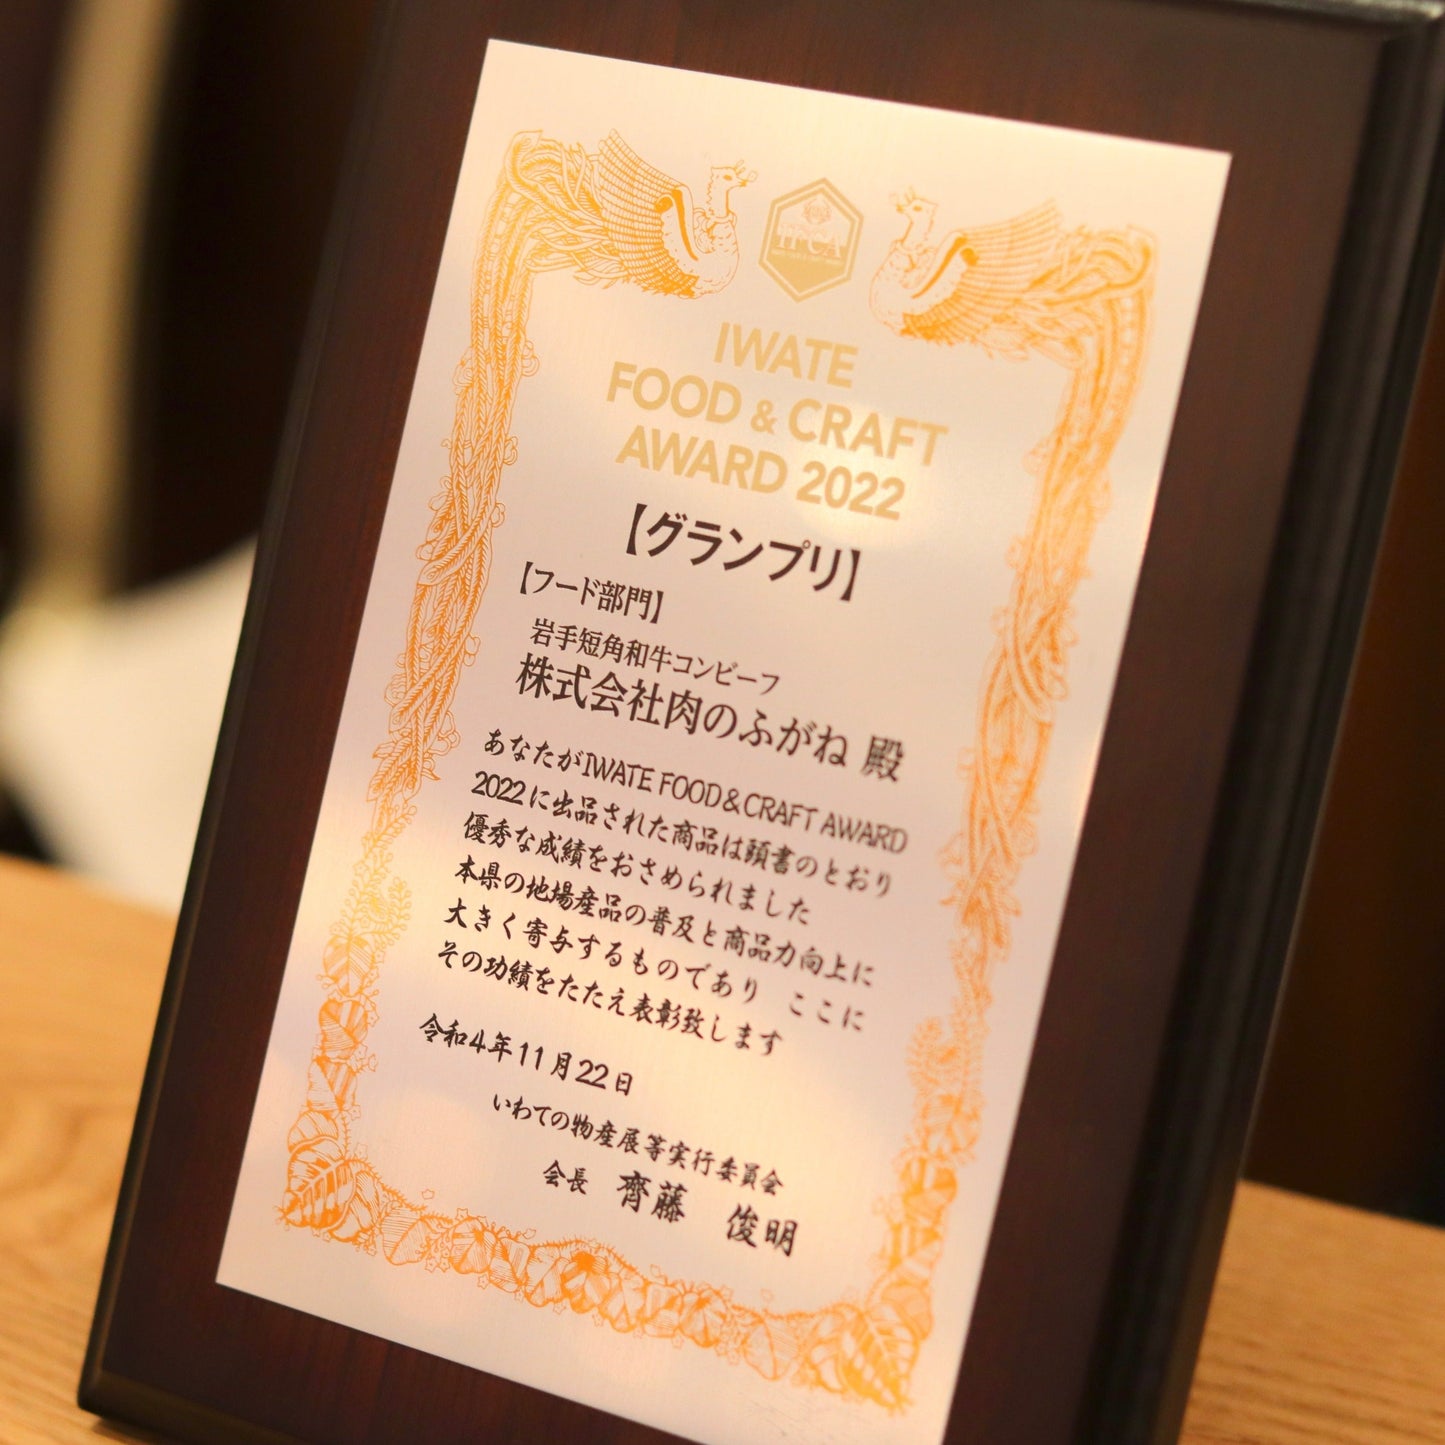 IFCA
IWATE
FOOD & CRAFT
AWARD 2022
【グランプリ】
【フード部門】
岩手短角和牛コンビーフ
株式会社肉のふがね 殿
あなたがIWATE FOOD&CRAFT AWARD
2022に出品された商品は頭書のとおり
優秀な成績をおさめられました
本県の地場産品の普及と商品力向上に
大きく寄与するものであり ここに
その功績をたたえ表彰致します
令和4年11月22日
いわての物産展等実行委員会
会長 齊藤 俊明